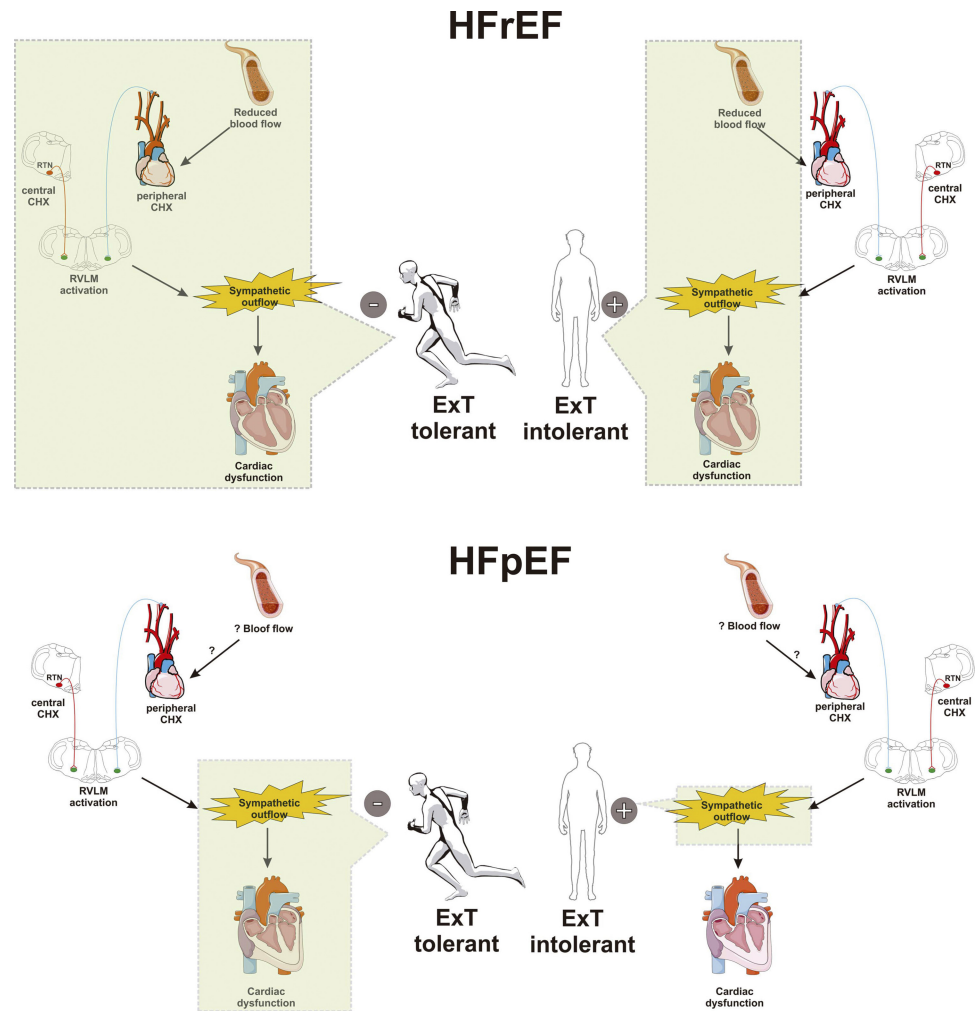 HFrEF
Reduced
blood flow
RTN
central
CHX
peripheral
CHX
RVLM
activation
Sympathetic
outflow
-
Cardiac
dysfunction
ExT
tolerant
Reduced
blood flow
RTN
central
CHX
peripheral
CHX
RVLM
activation
Sympathetic
outflow
+
Cardiac
dysfunction
ExT
intolerant
HFpEF
? Bloof flow
?
RTN
central
CHX
peripheral
CHX
RVLM
activation
Sympathetic
outflow
-
Cardiac
dysfunction
ExT
tolerant
? Blood flow
?
RTN
central
CHX
peripheral
CHX
RVLM
activation
Sympathetic
outflow
+
Cardiac
dysfunction
ExT
intolerant